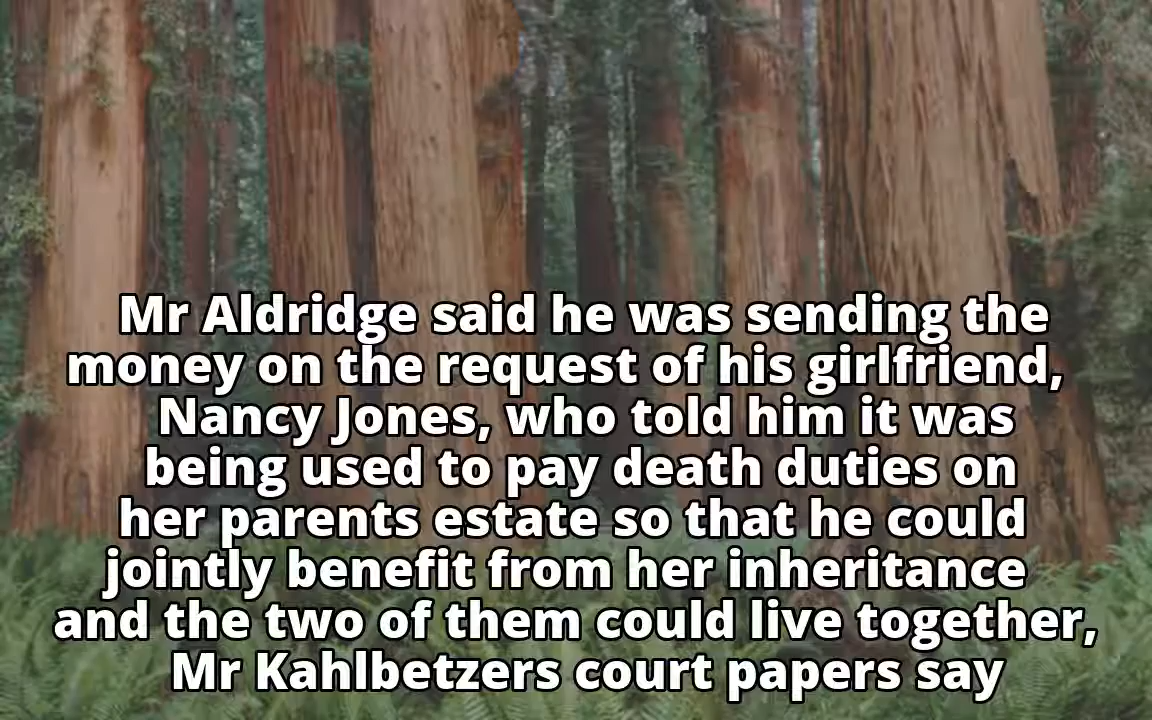 Mr Aldridge said he was sending the
money on the request of his girlfriend,
Nancy Jones, who told him it was
being used to pay death duties on
her parents estate so that he could
jointly benefit from her inheritance
and the two of them could live together,
Mr Kahlbetzers court papers say